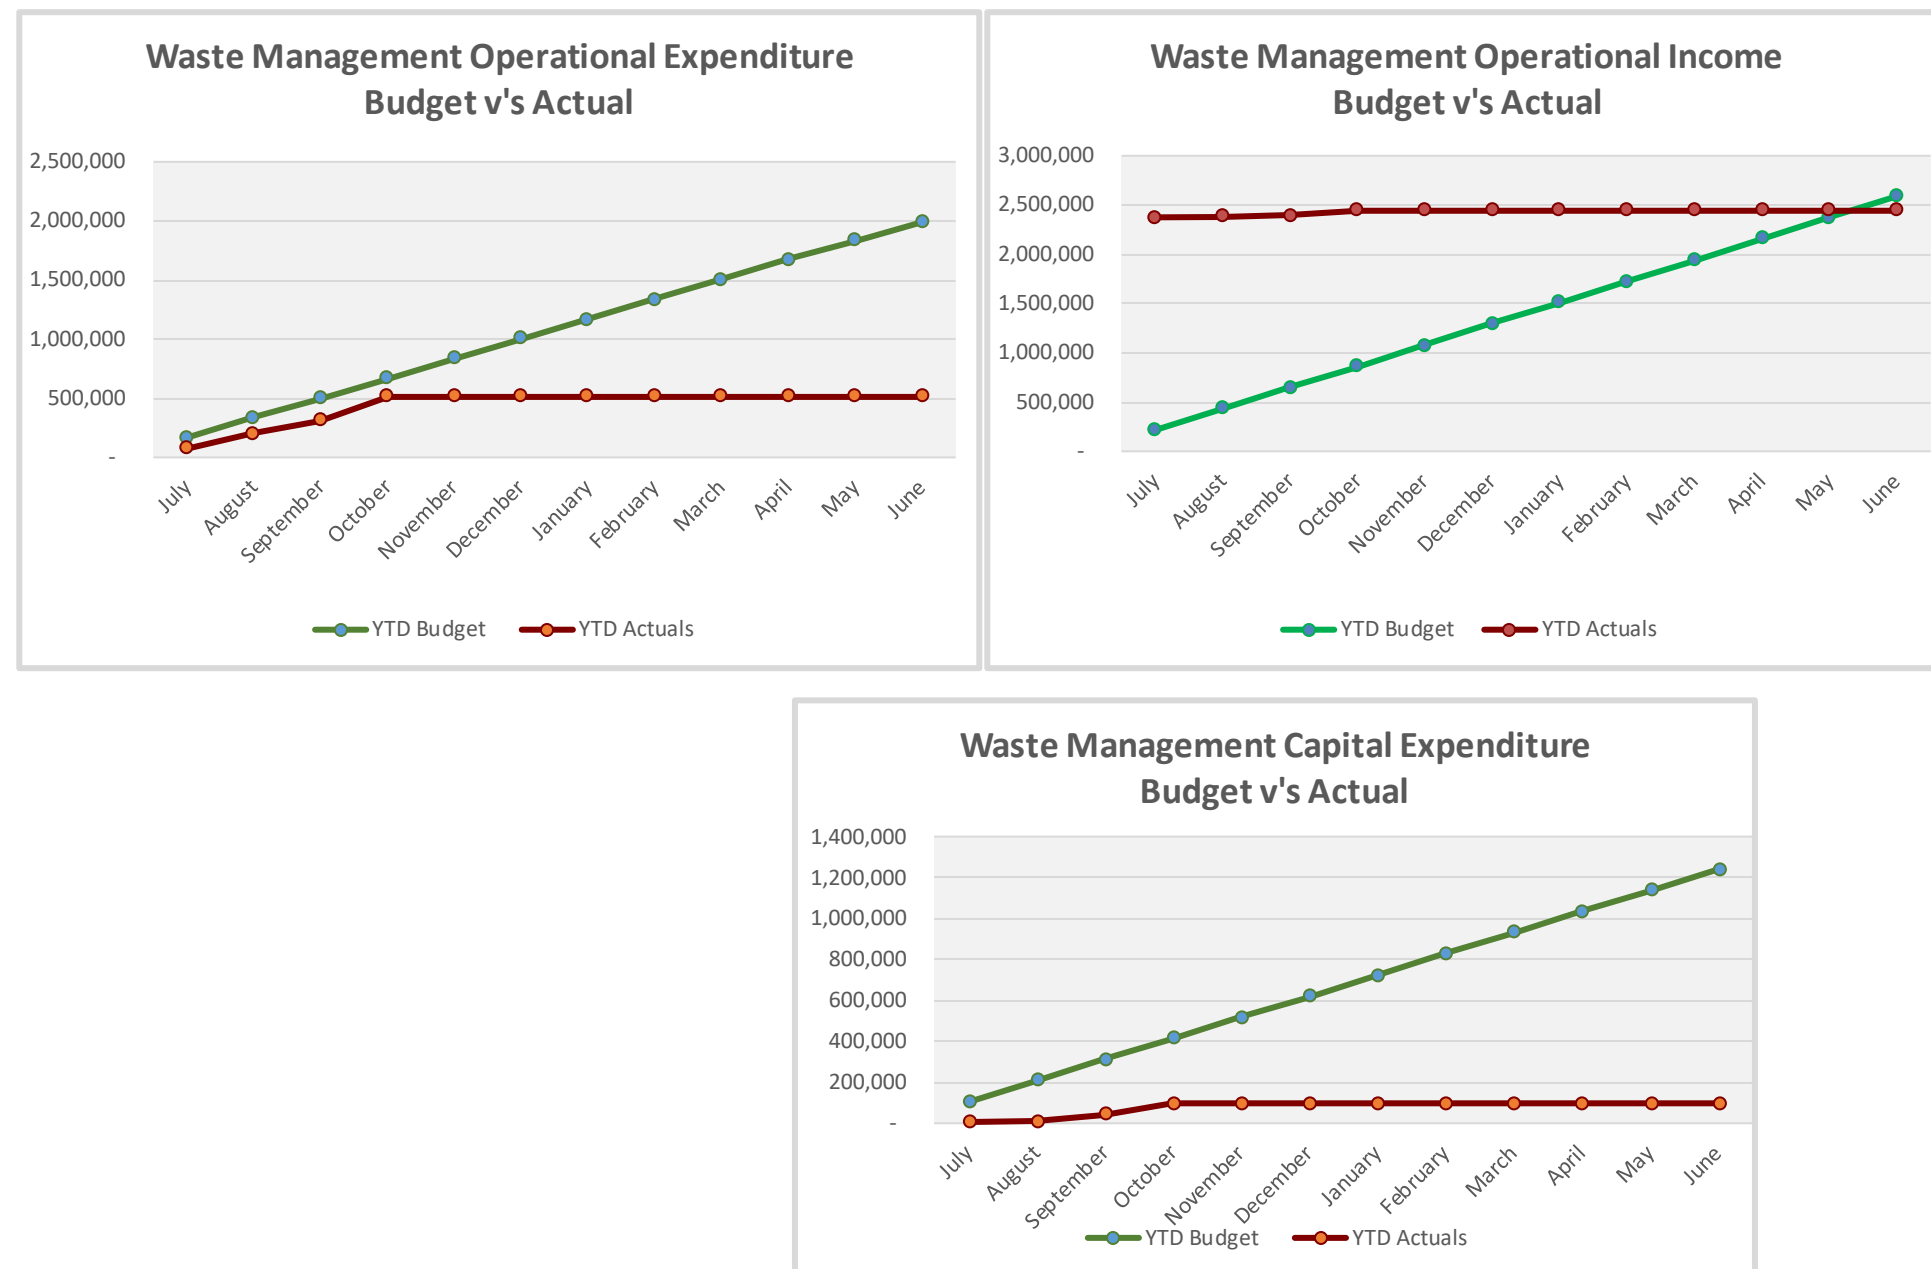 Waste Management Operational Expenditure
Budget v's Actual
2,500,000
2,000,000
1,500,000
1,000,000
500,000
-
July
August
September
October
November
December
January
February
March
April
May
June
YTD Budget
YTD Actuals
Waste Management Operational Income
Budget v's Actual
3,000,000
2,500,000
2,000,000
1,500,000
1,000,000
500,000
-
July
August
September
October
November
December
January
February
March
April
May
June
YTD Budget
YTD Actuals
Waste Management Capital Expenditure
Budget v's Actual
1,400,000
1,200,000
1,000,000
800,000
600,000
400,000
200,000
-
July
August
September
October
November
December
January
February
March
April
May
June
YTD Budget
YTD Actuals